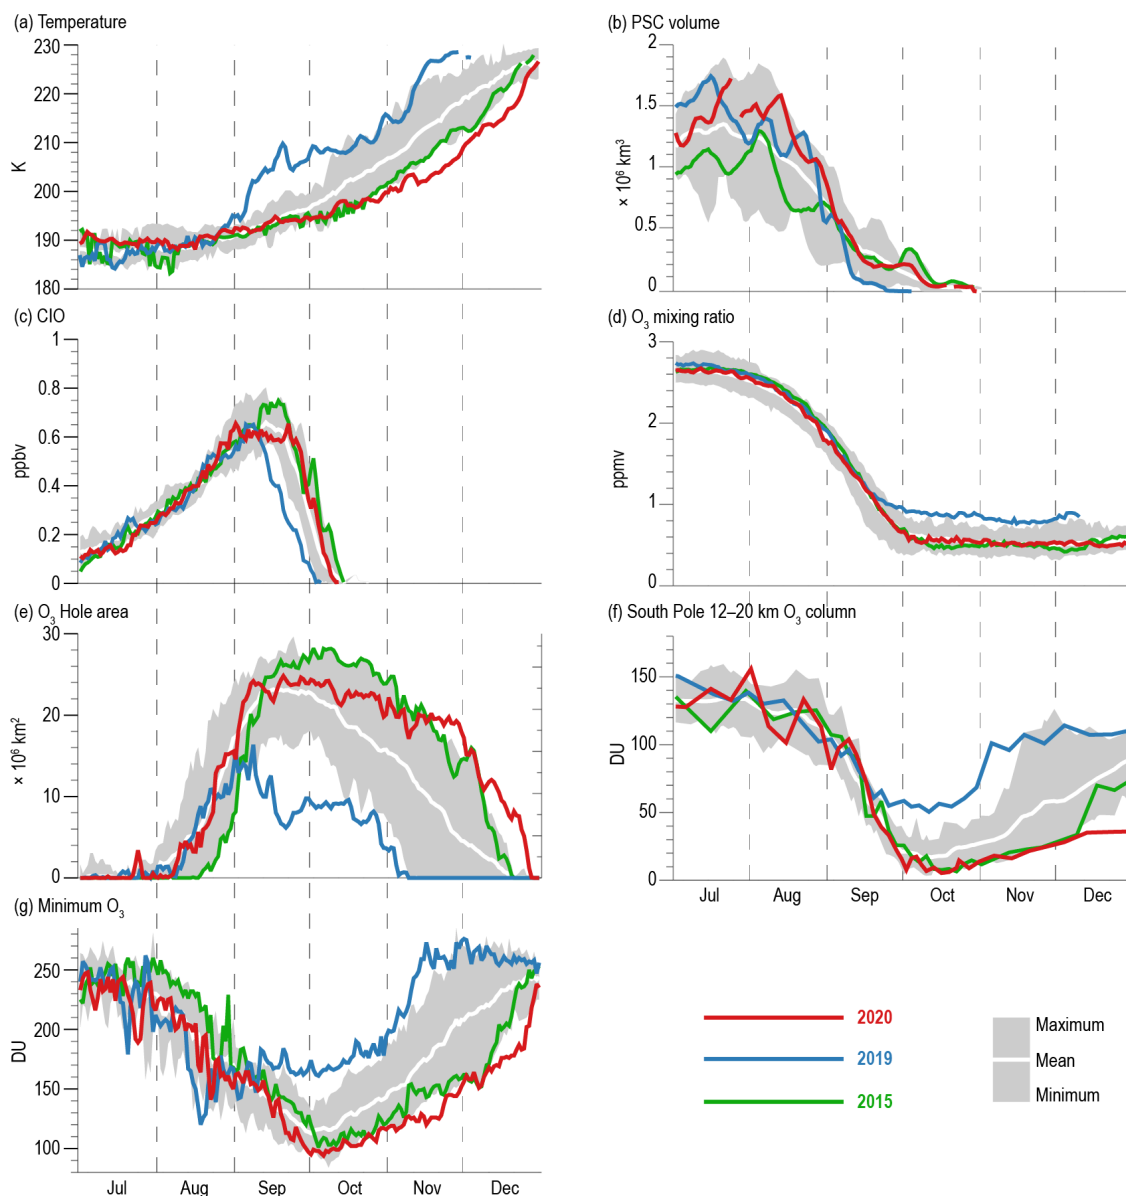 (a) Temperature
230
220
210
200
190
180
K
(b) PSC volume
2
1.5
1
0.5
0
× 10⁶ km³
(c) ClO
1
0.8
0.6
0.4
0.2
0
ppbv
(d) O₃ mixing ratio
3
2
1
0
ppmv
(e) O₃ Hole area
30
20
10
0
× 10⁶ km²
(f) South Pole 12–20 km O₃ column
150
100
50
0
DU
Jul Aug Sep Oct Nov Dec
(g) Minimum O₃
250
200
150
100
DU
Jul Aug Sep Oct Nov Dec
2020
2019
2015
Maximum
Mean
Minimum